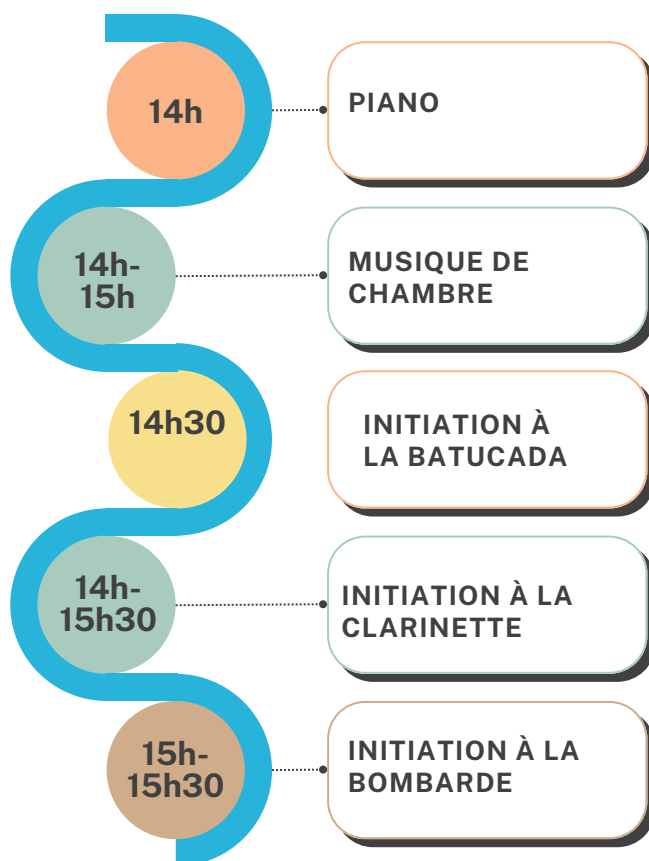 14h
PIANO
14h-
15h
MUSIQUE DE
CHAMBRE
14h30
INITIATION À
LA BATUCADA
14h-
15h30
INITIATION À LA
CLARINETTE
15h-
15h30
INITIATION À LA
BOMBARDE